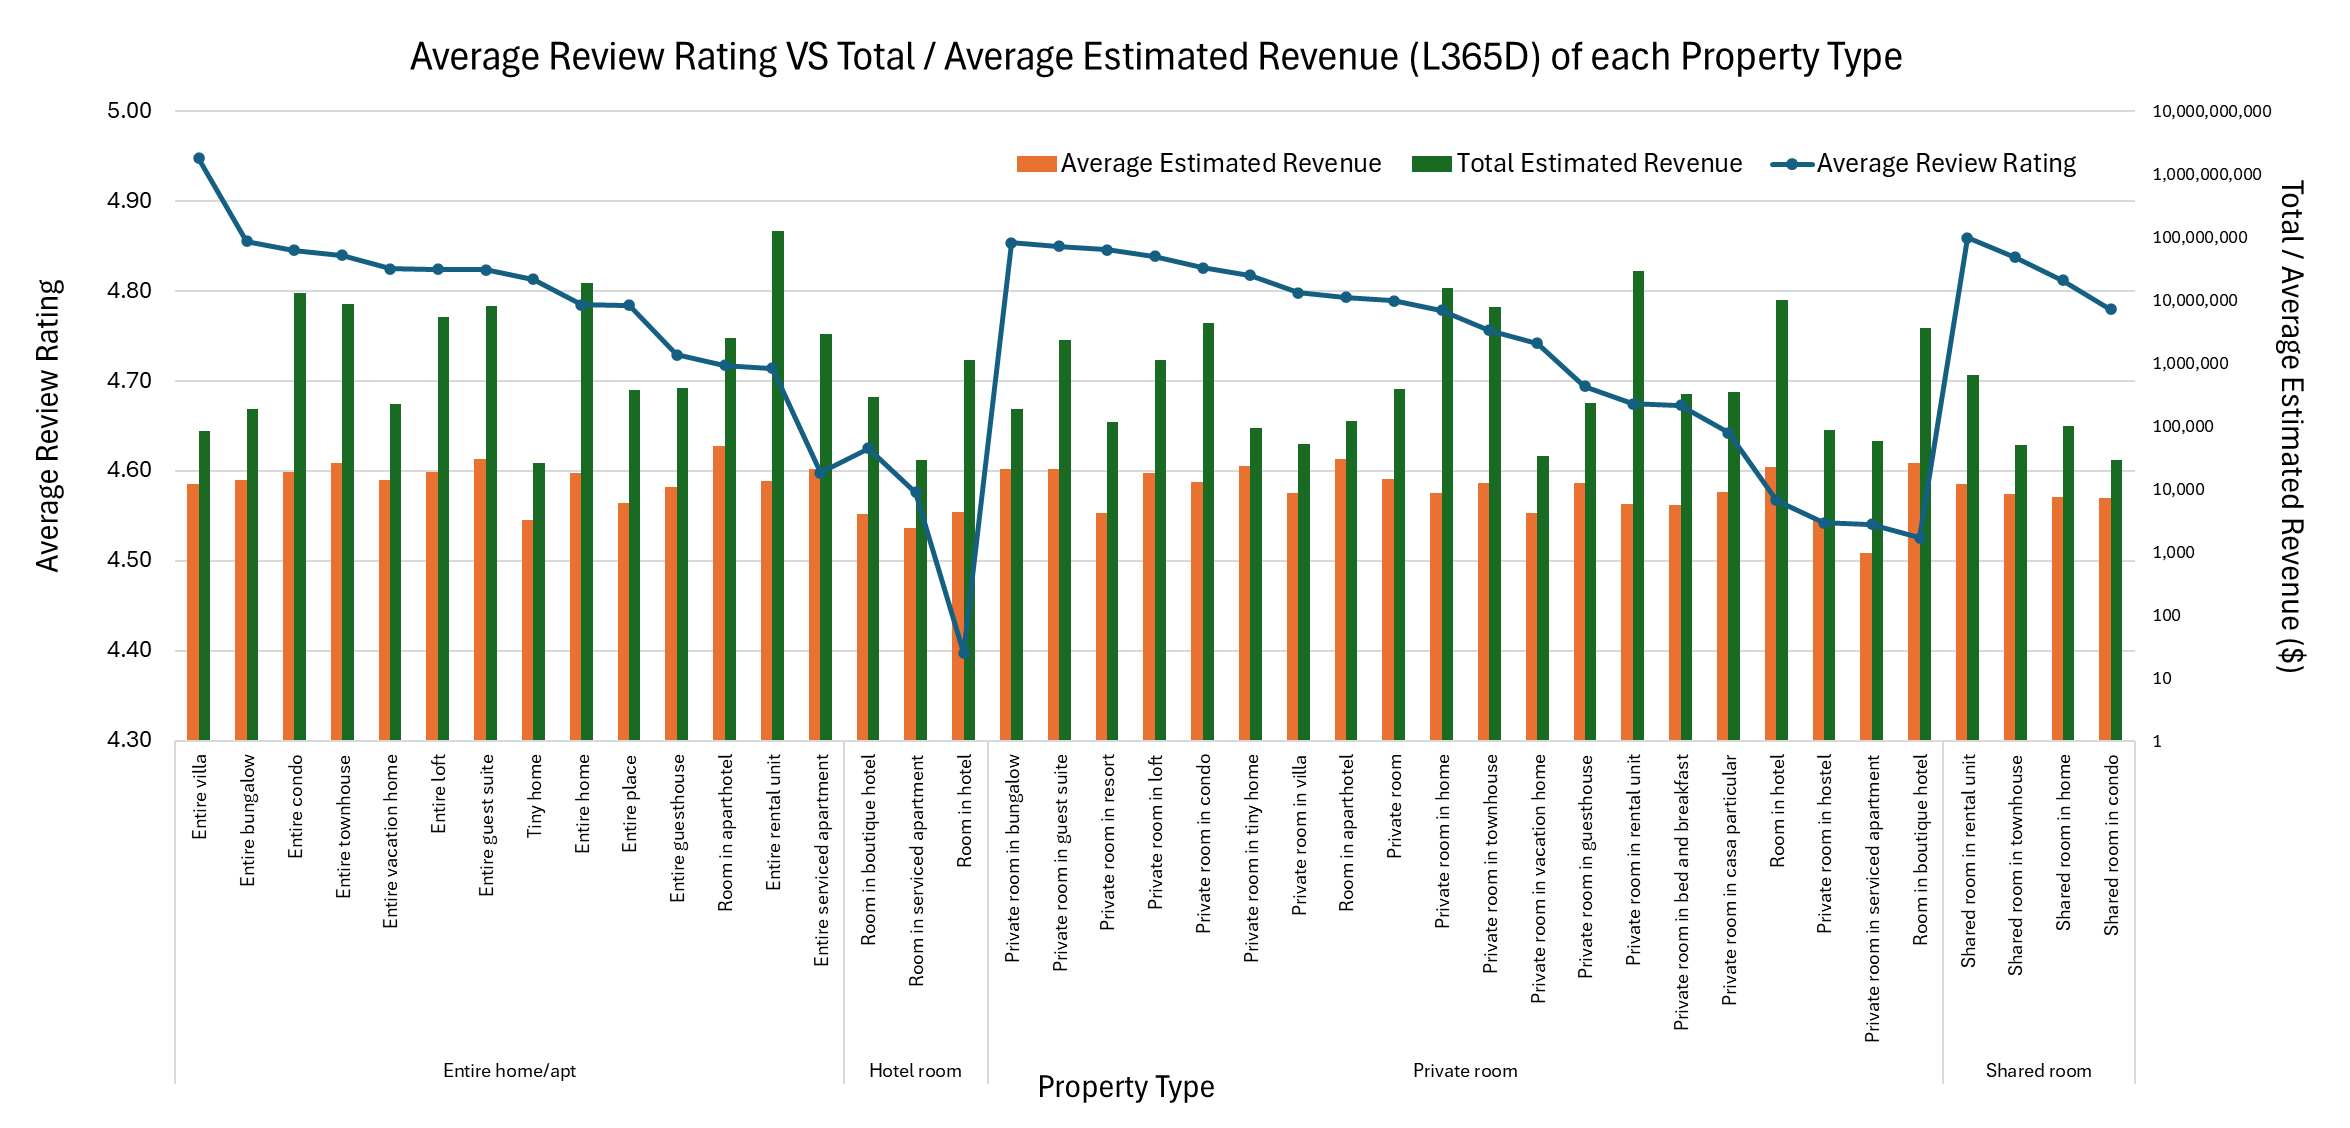 Average Review Rating VS Total / Average Estimated Revenue (L365D) of each Property Type
Average Estimated Revenue
Total Estimated Revenue
Average Review Rating
Average Review Rating
5.00
4.90
4.80
4.70
4.60
4.50
4.40
4.30
10,000,000,000
1,000,000,000
100,000,000
10,000,000
1,000,000
100,000
10,000
1,000
100
10
1
Total / Average Estimated Revenue ($)
Entire villa
Entire bungalow
Entire condo
Entire townhouse
Entire vacation home
Entire loft
Entire guest suite
Tiny home
Entire home
Entire place
Entire guesthouse
Room in aparthotel
Entire rental unit
Entire serviced apartment
Room in boutique hotel
Room in serviced apartment
Room in hotel
Private room in bungalow
Private room in guest suite
Private room in resort
Private room in loft
Private room in condo
Private room in tiny home
Private room in villa
Room in aparthotel
Private room
Private room in home
Private room in townhouse
Private room in vacation home
Private room in guesthouse
Private room in rental unit
Private room in bed and breakfast
Private room in casa particular
Room in hotel
Private room in hostel
Private room in serviced apartment
Room in boutique hotel
Shared room in rental unit
Shared room in townhouse
Shared room in home
Shared room in condo
Entire home/apt
Hotel room
Private room
Shared room
Property Type